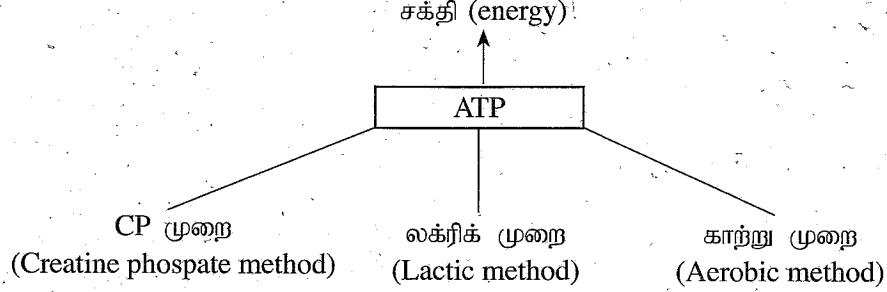 சக்தி (energy)
ATP
CP முறை
(Creatine phospate method)
லக்ரிக் முறை
(Lactic method)
காற்று முறை
(Aerobic method)